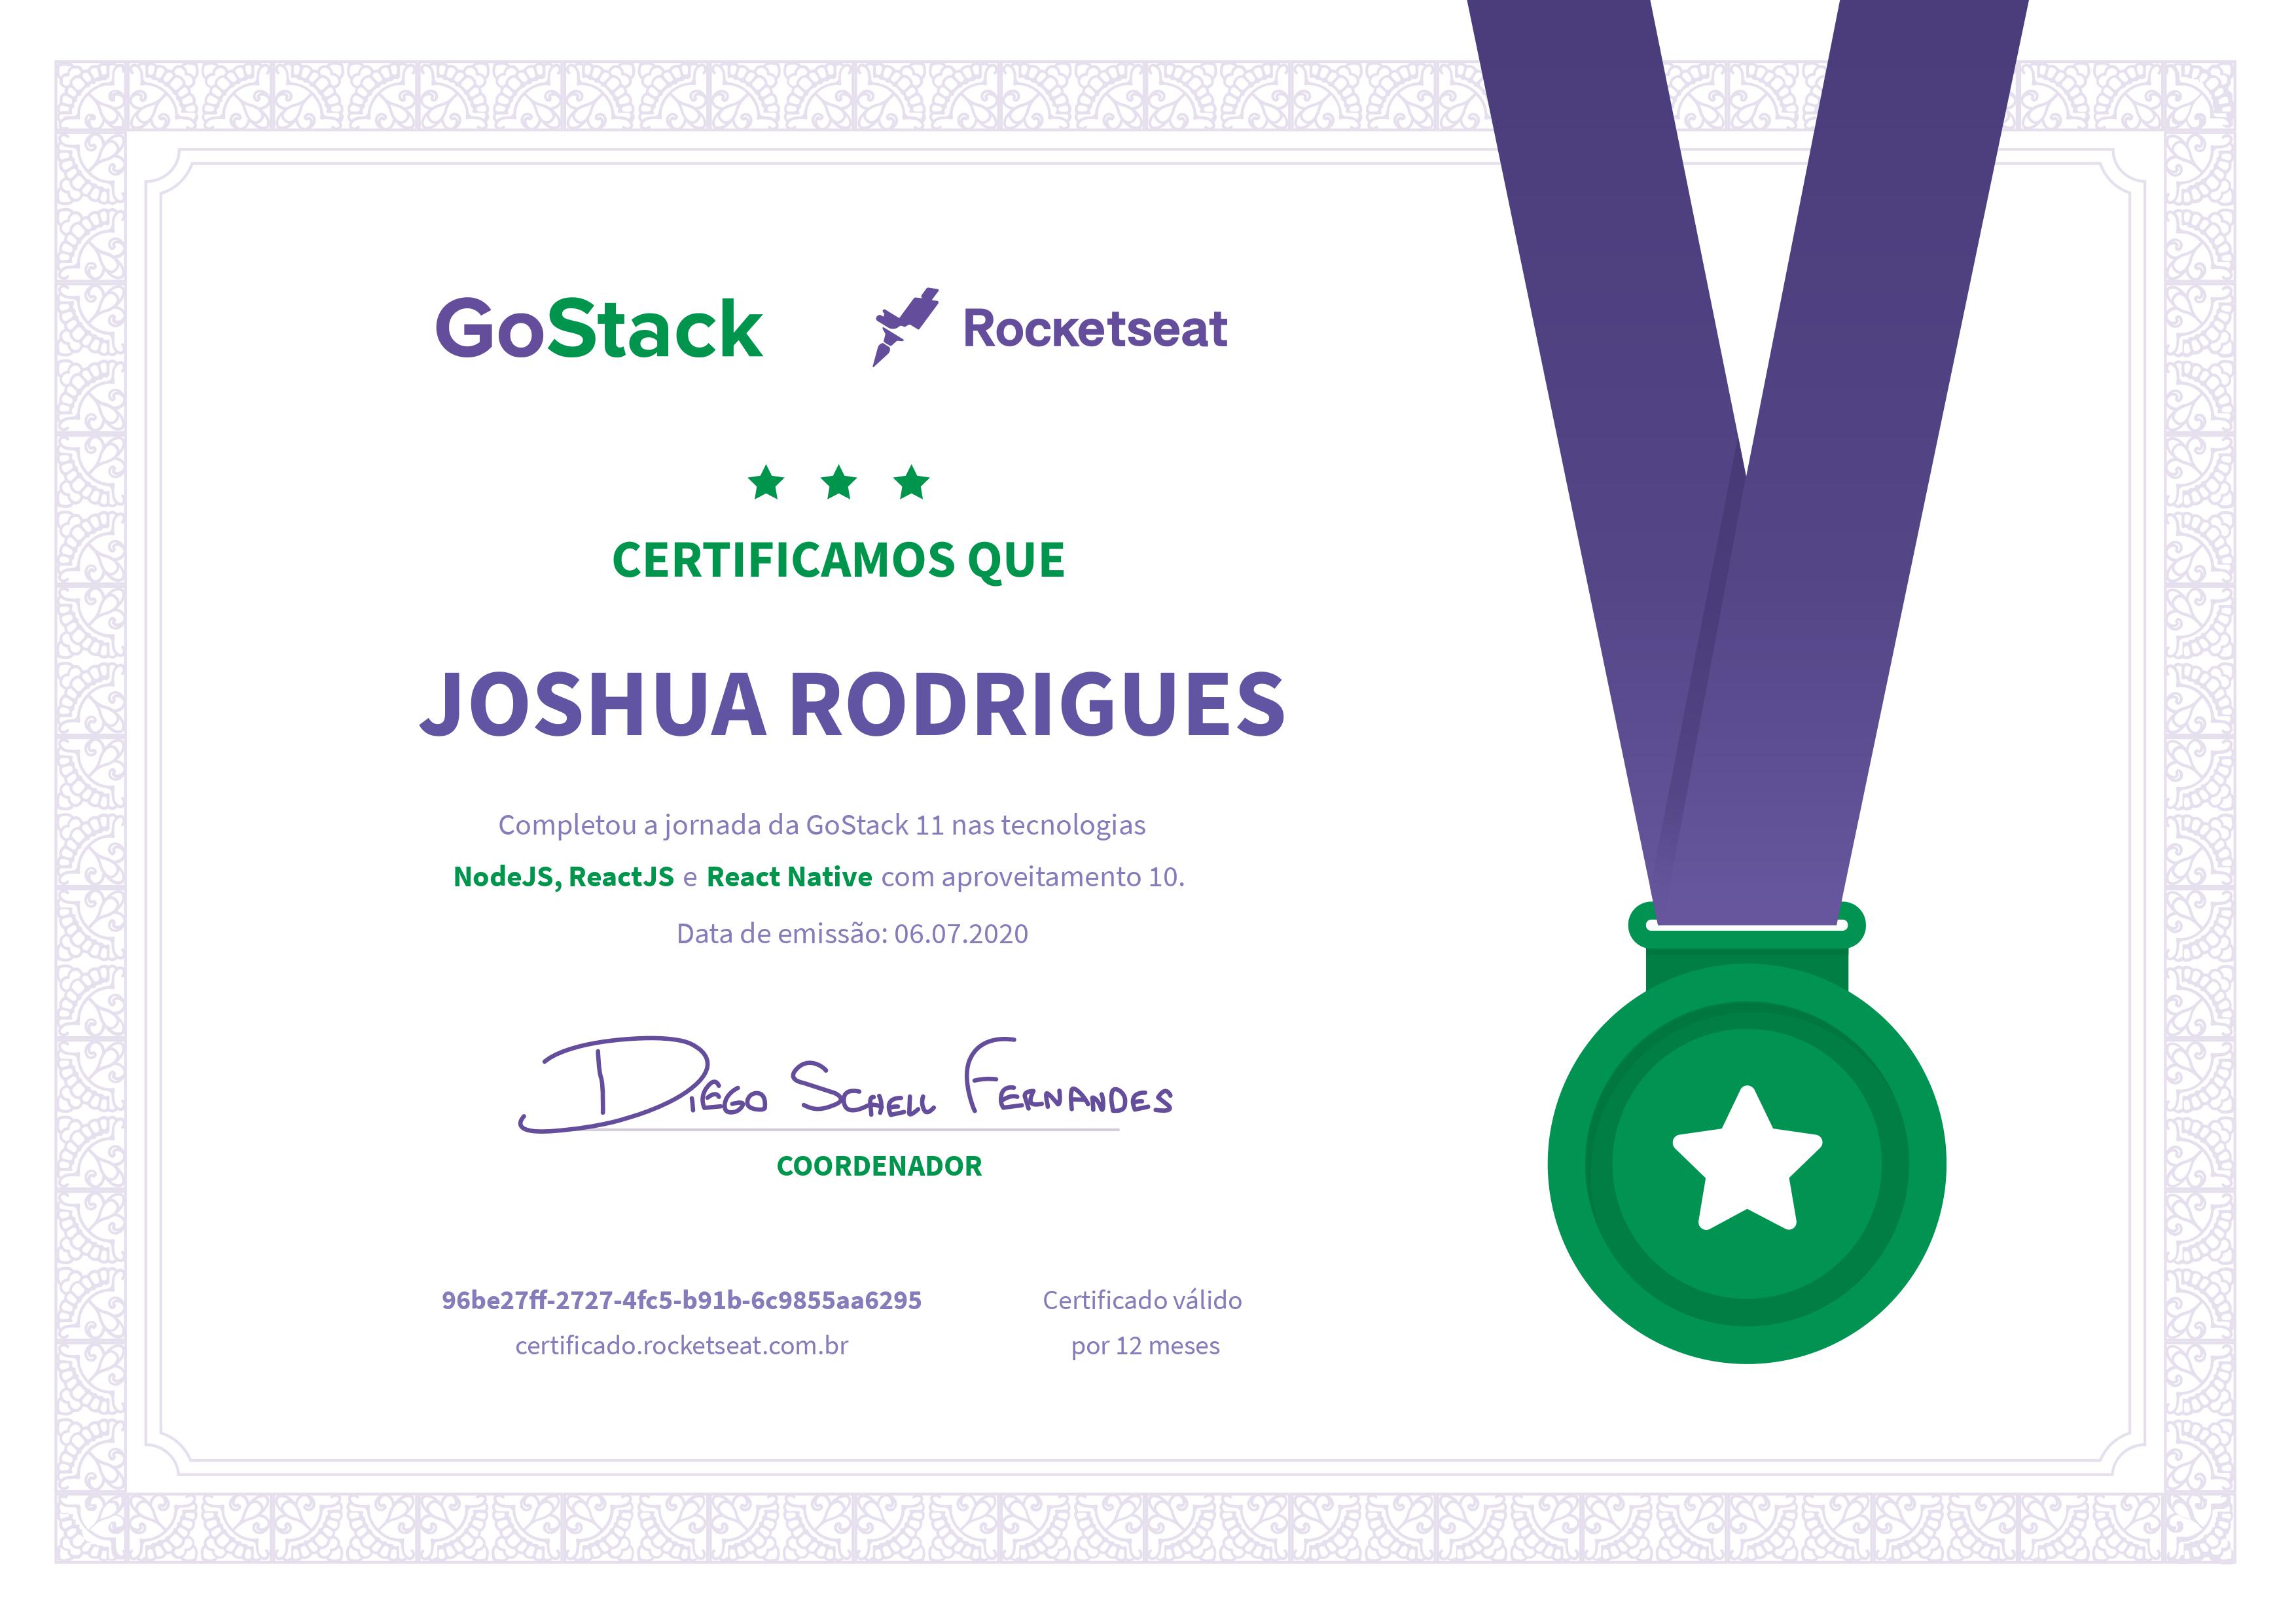 GoStack Rocketseat
CERTIFICAMOS QUE
JOSHUA RODRIGUES
Completou a jornada da GoStack 11 nas tecnologias
NodeJS, ReactJS e React Native com aproveitamento 10.
Data de emissão: 06.07.2020
Diego Schell Fernandes
COORDENADOR
96be27ff-2727-4fc5-b91b-6c9855aa6295
certificado.rocketseat.com.br
Certificado válido
por 12 meses